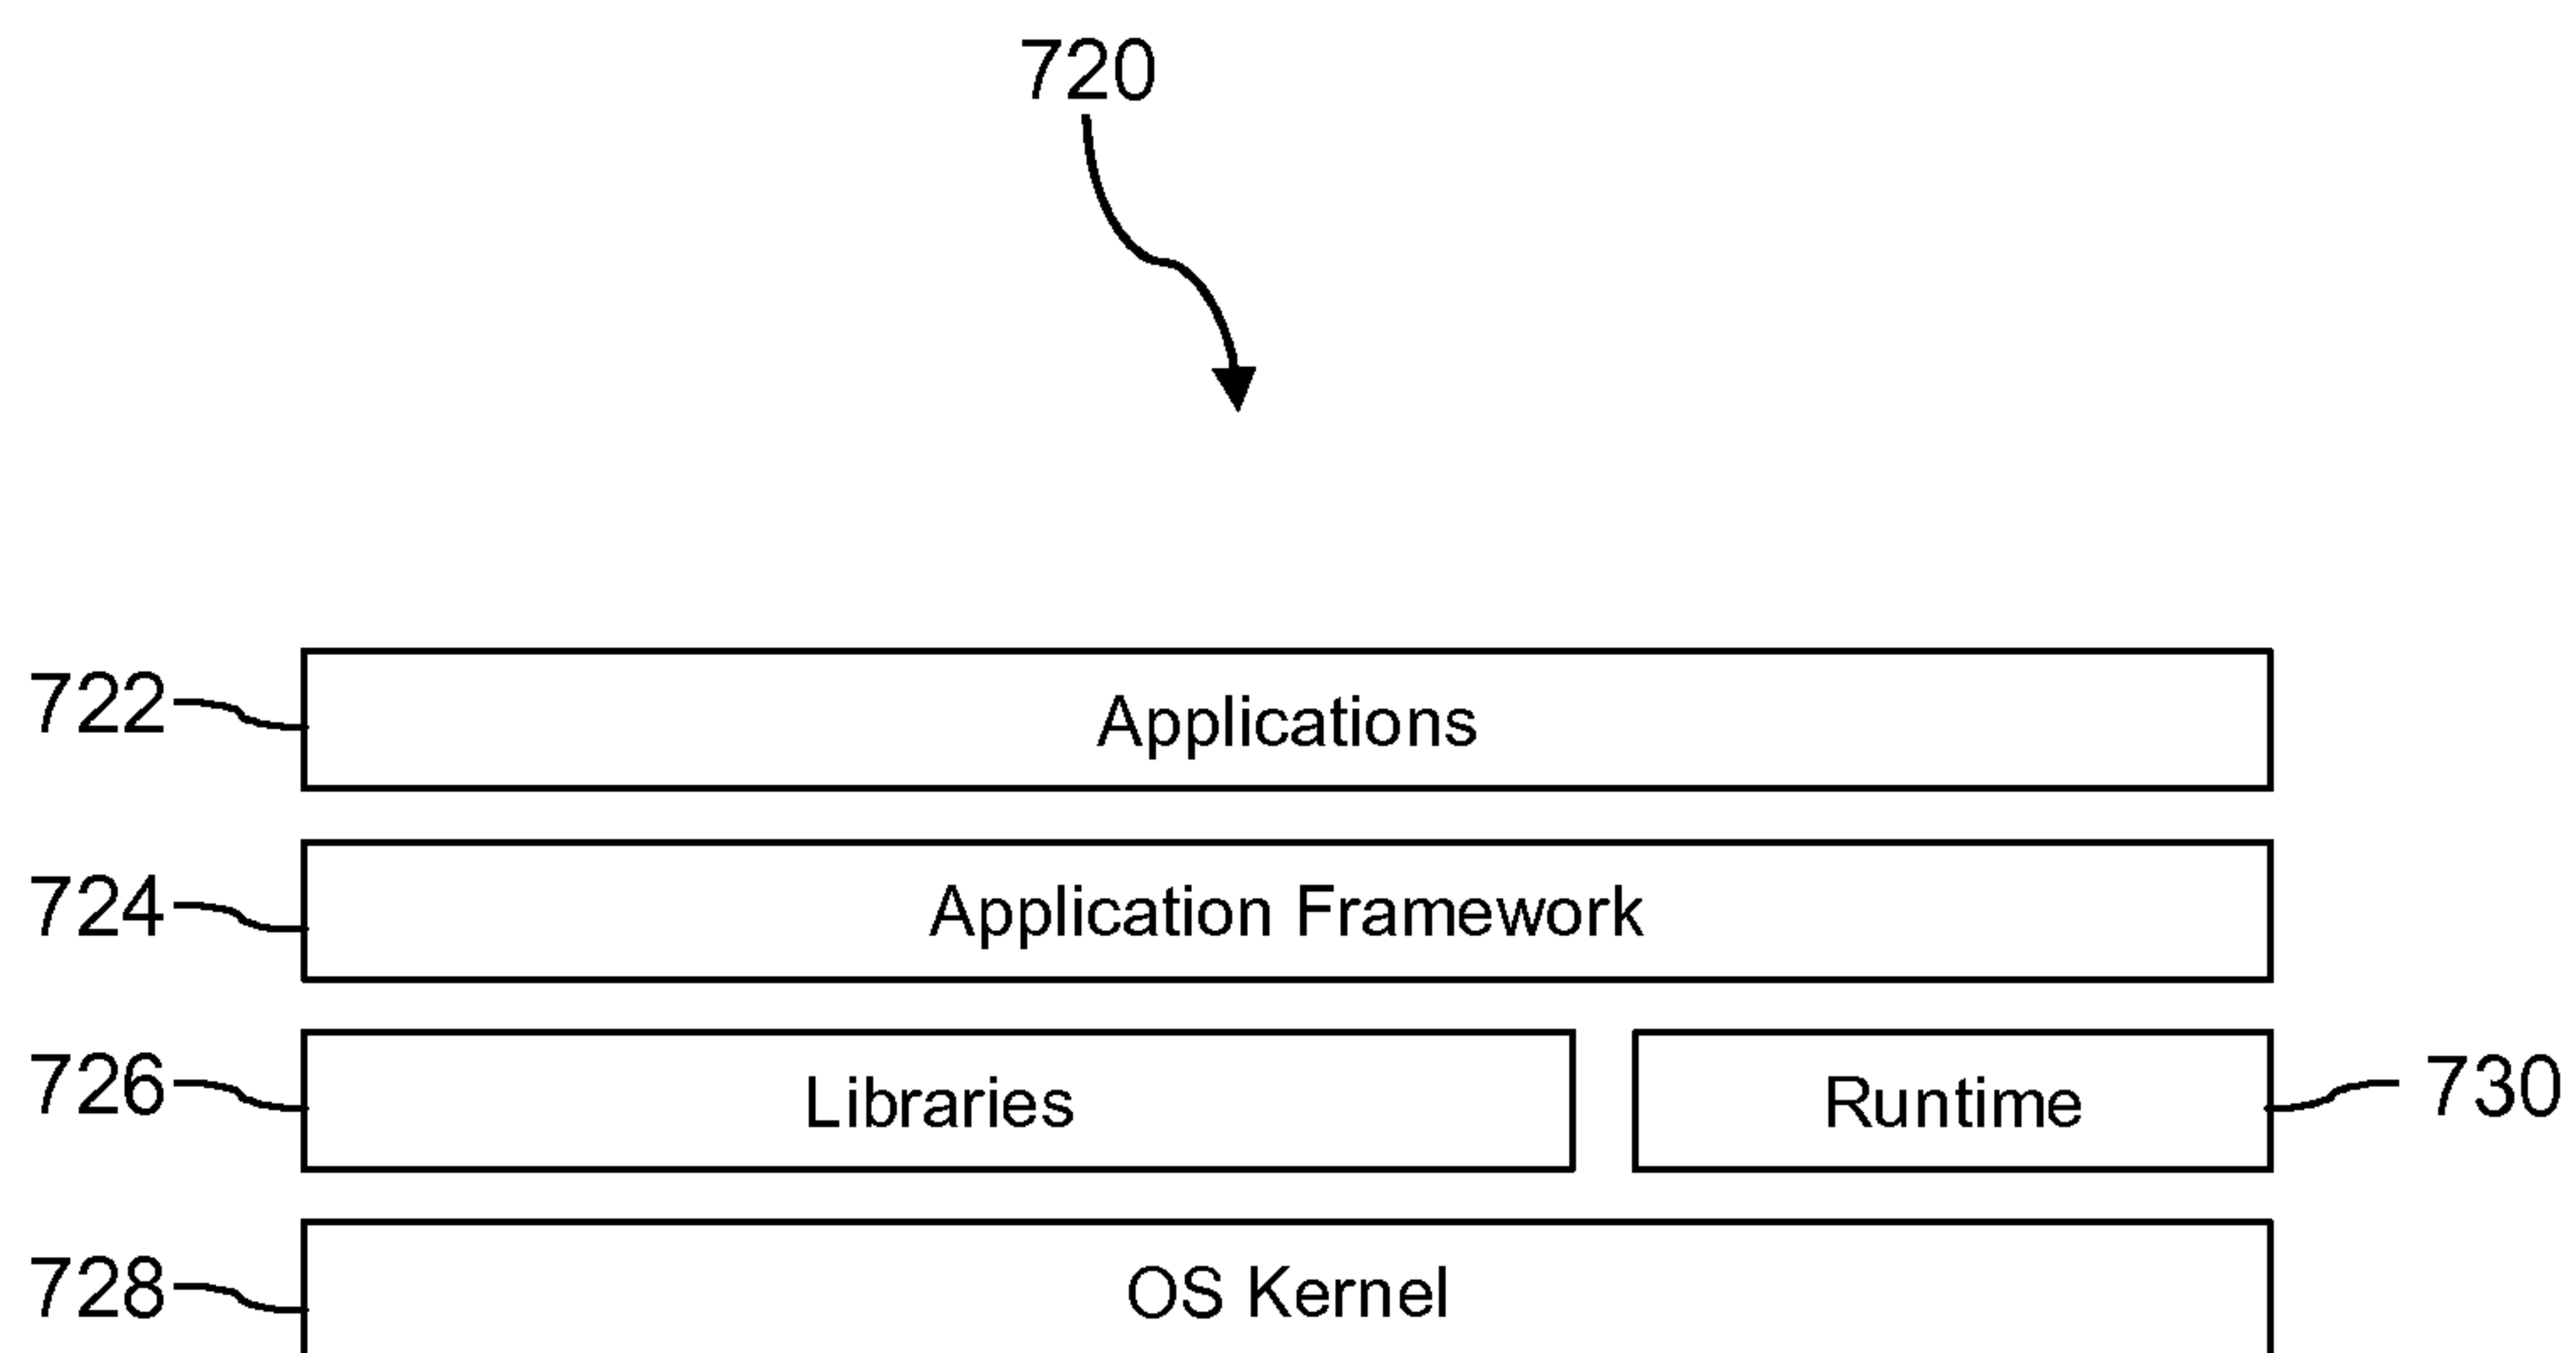 720
722 Applications
724 Application Framework
726 Libraries Runtime 730
728 OS Kernel